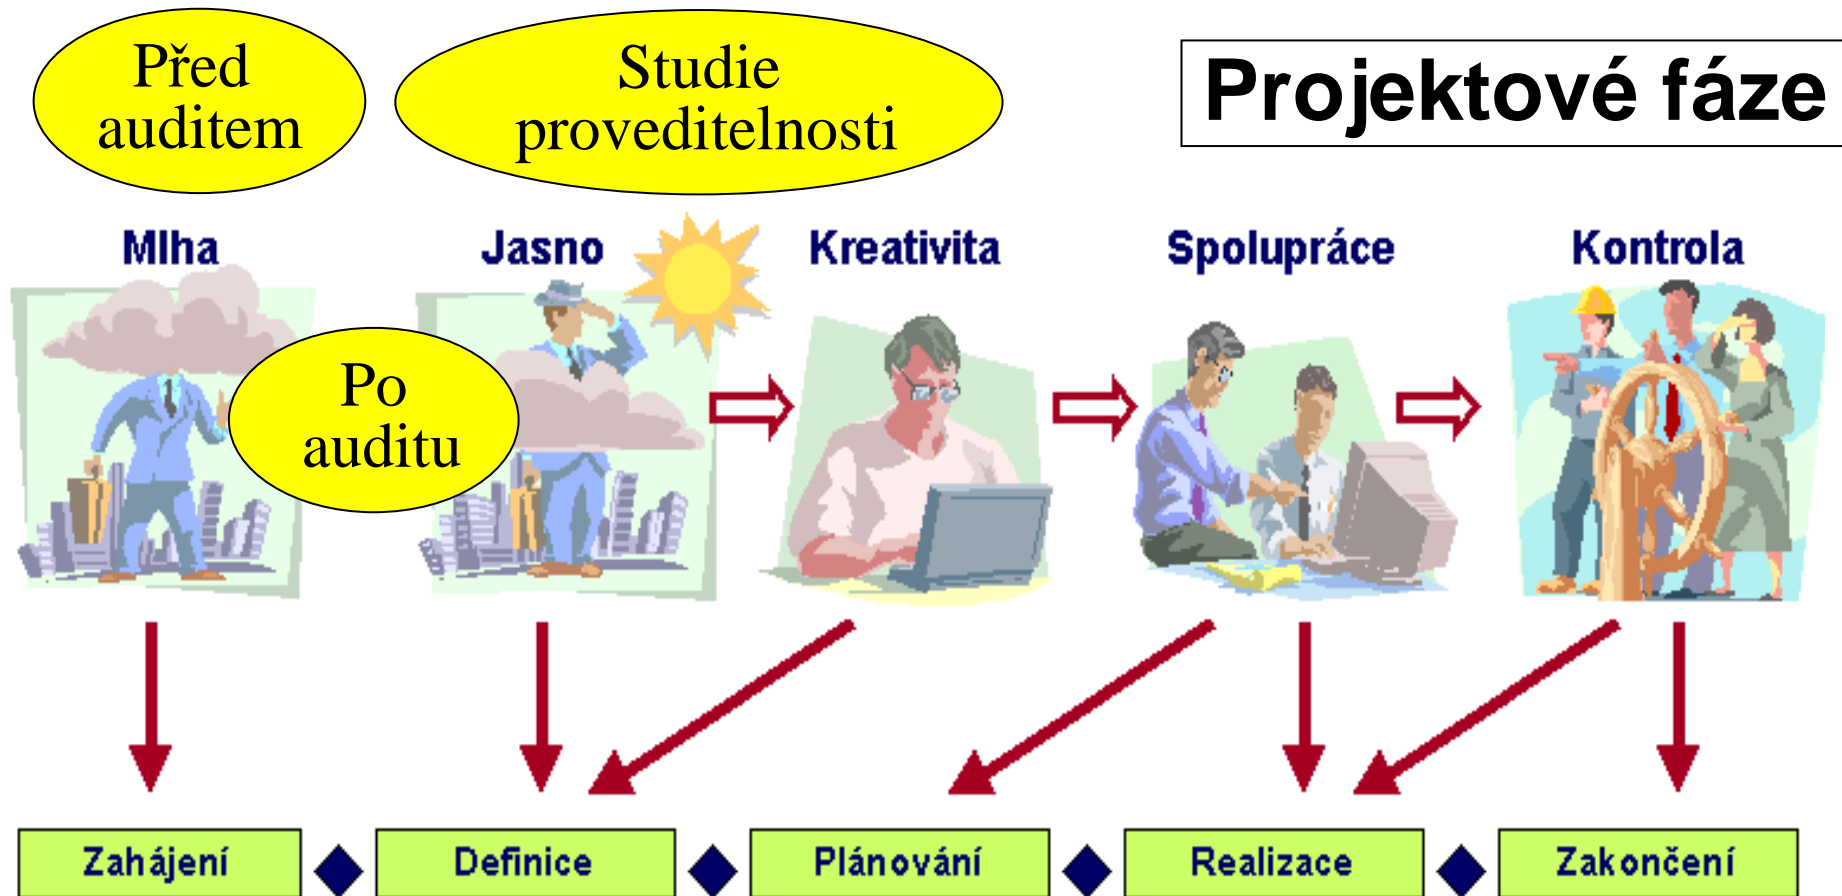 Před
auditem
Studie
proveditelnosti
Projektové fáze
Mlha
Jasno
Kreativita
Spolupráce
Kontrola
Po
auditu
Zahájení
Definice
Plánování
Realizace
Zakončení